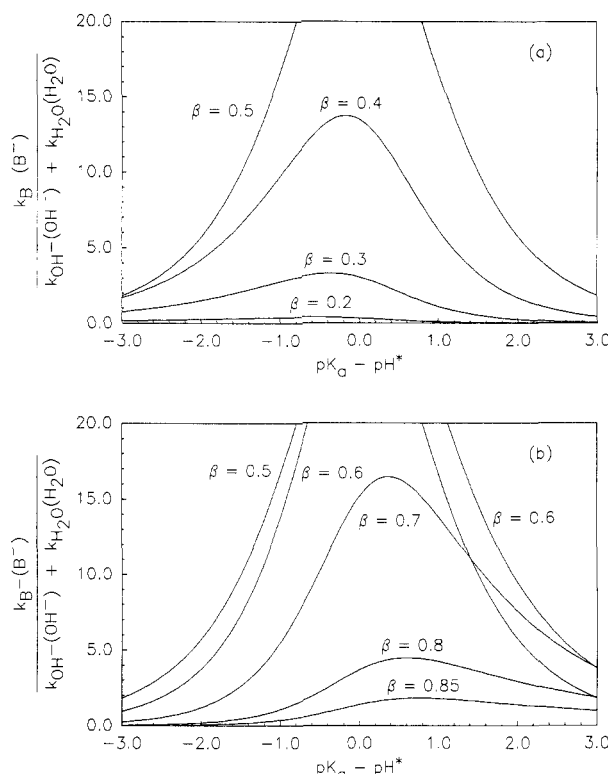 (a)
k_B (B⁻)
k_OH⁻(OH⁻) + k_H₂O(H₂O)
20.0
15.0
10.0
5.0
0.0
β = 0.5
β = 0.4
β = 0.3
β = 0.2
-3.0 -2.0 -1.0 0.0 1.0 2.0 3.0
pK_a - pH*
(b)
k_B⁻(B⁻)
k_OH⁻(OH⁻) + k_H₂O(H₂O)
20.0
15.0
10.0
5.0
0.0
β = 0.5
β = 0.6
β = 0.7
β = 0.6
β = 0.8
β = 0.85
-3.0 -2.0 -1.0 0.0 1.0 2.0 3.0
pK_a - pH*